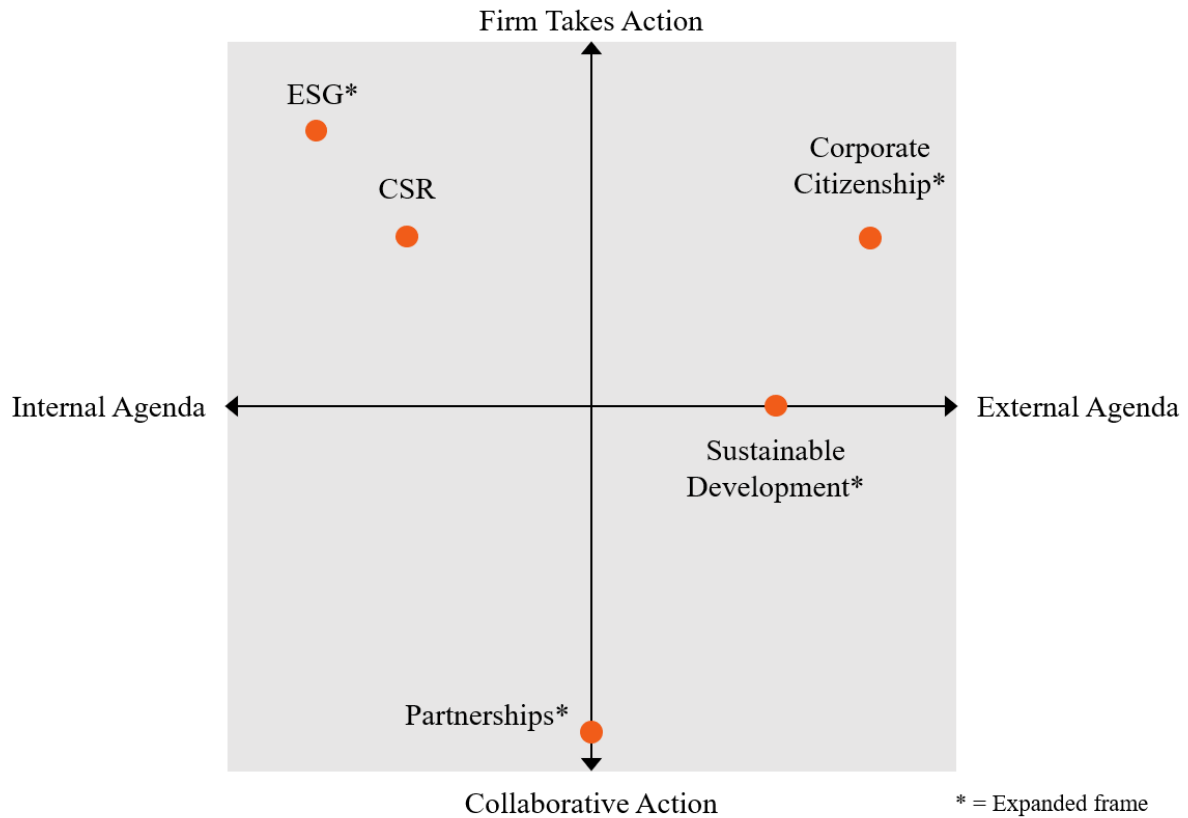 Firm Takes Action
ESG*
Corporate
Citizenship*
CSR
Internal Agenda
External Agenda
Sustainable
Development*
Partnerships*
Collaborative Action
* = Expanded frame